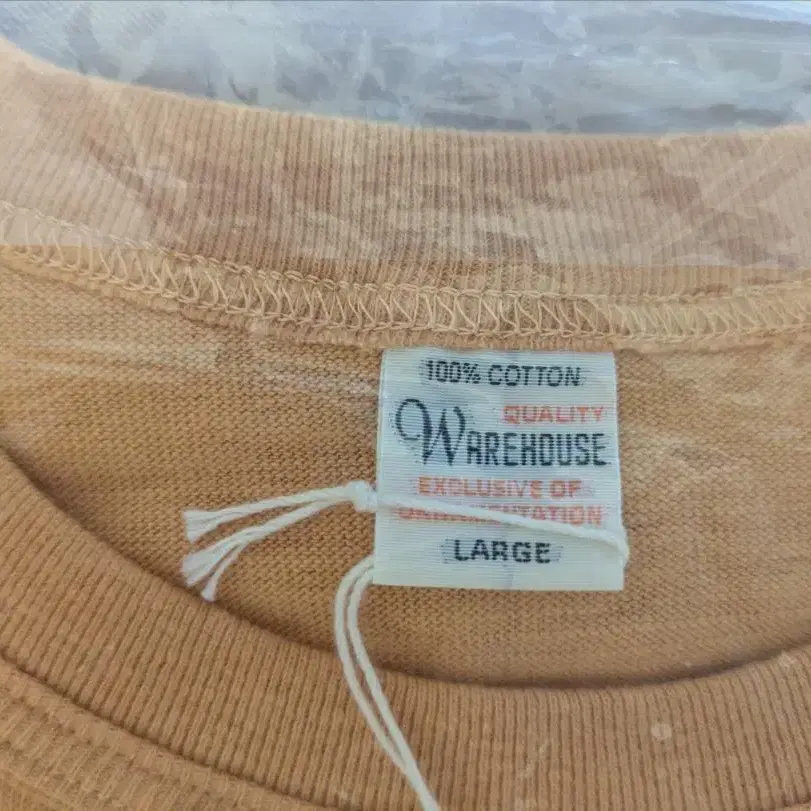 100% COTTON
QUALITY
WAREHOUSE
EXCLUSIVE OF
LARGE